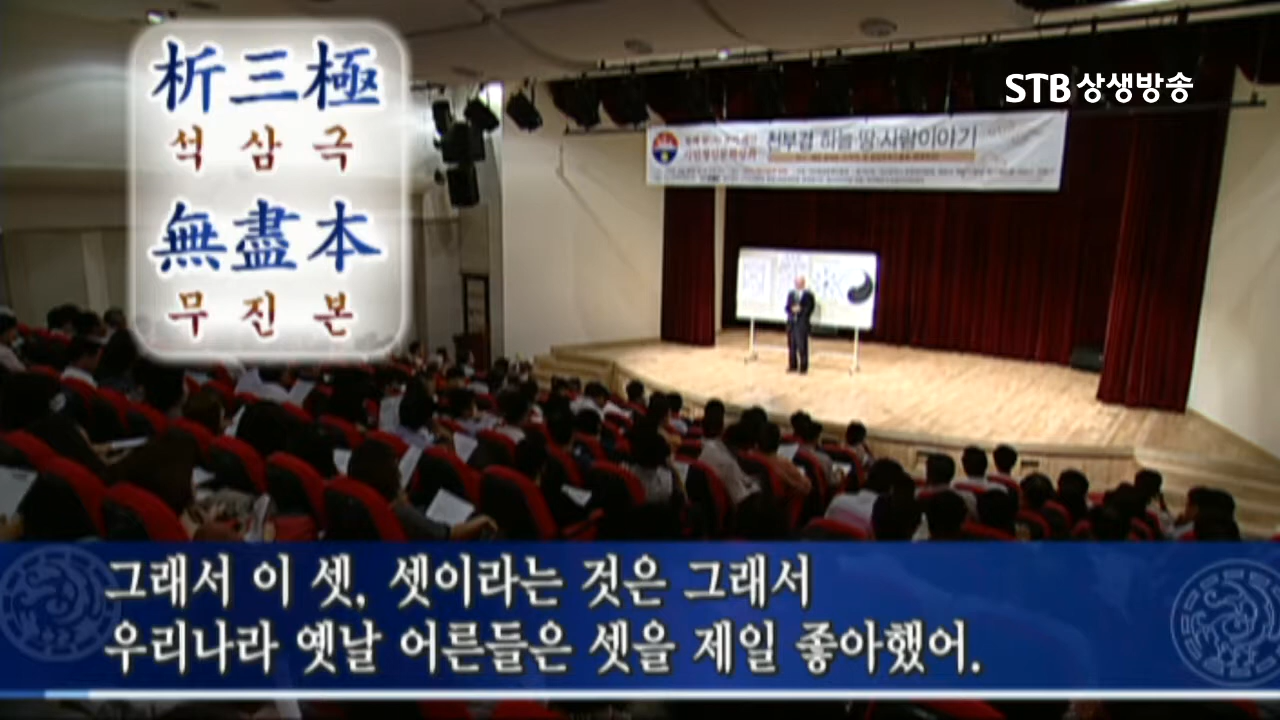 析三極
석삼극
無盡本
무진본
STB 상생방송
천부경 하늘 땅 사람이야기
그래서 이 셋, 셋이라는 것은 그래서
우리나라 옛날 어른들은 셋을 제일 좋아했어.